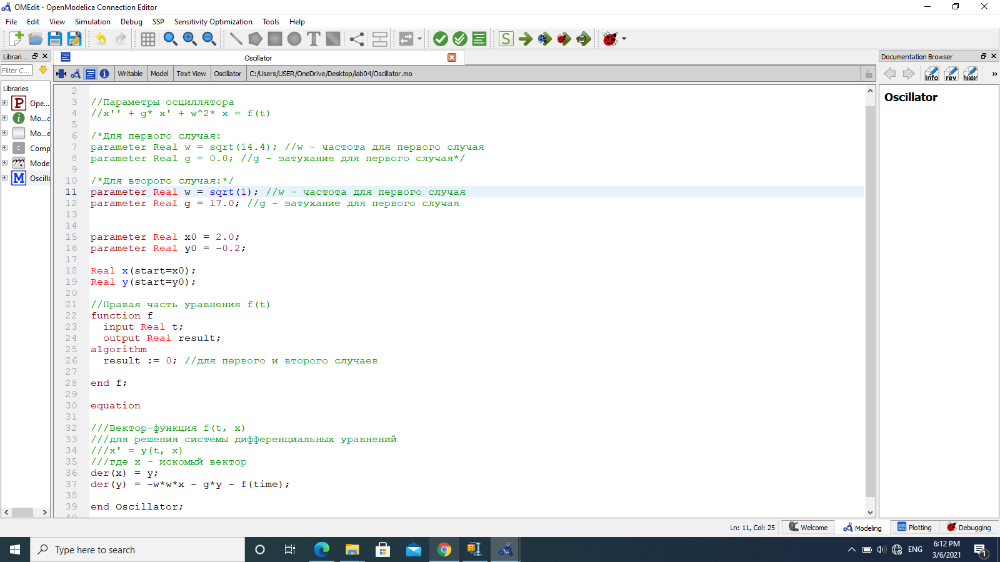 OMEdit - OpenModelica Connection Editor
File Edit View Simulation Debug SSP Sensitivity Optimization Tools Help
S
Librari...
Oscillator
Documentation Browser
Filter C...
Writable Model Text View Oscillator C:/Users/USER/OneDrive/Desktop/lab04/Oscillator.mo
info rev header »
Libraries
P Ope...
Mo...c
Mo...e
C Comp
Mode
M Oscilla
Oscillator
2
3 //Параметры осциллятора
4 //x'' + g* x' + w^2* x = f(t)
5
6 /*Для первого случая:
7 parameter Real w = sqrt(14.4); //w - частота для первого случая
8 parameter Real g = 0.0; //g - затухание для первого случая*/
9
10 /*Для второго случая:*/
11 parameter Real w = sqrt(1); //w - частота для первого случая
12 parameter Real g = 17.0; //g - затухание для первого случая
13
14
15 parameter Real x0 = 2.0;
16 parameter Real y0 = -0.2;
17
18 Real x(start=x0);
19 Real y(start=y0);
20
21 //Правая часть уравнения f(t)
22 function f
23 input Real t;
24 output Real result;
25 algorithm
26 result := 0; //для первого и второго случаев
27
28 end f;
29
30 equation
31
32 ///Вектор-функция f(t, x)
33 ///для решения системы дифференциальных уравнений
34 ///x' = y(t, x)
35 ///где x - искомый вектор
36 der(x) = y;
37 der(y) = -w*w*x - g*y - f(time);
38
39 end Oscillator;
Ln: 11, Col: 25 Welcome Modeling Plotting Debugging
Type here to search
ENG
6:12 PM
3/6/2021
1